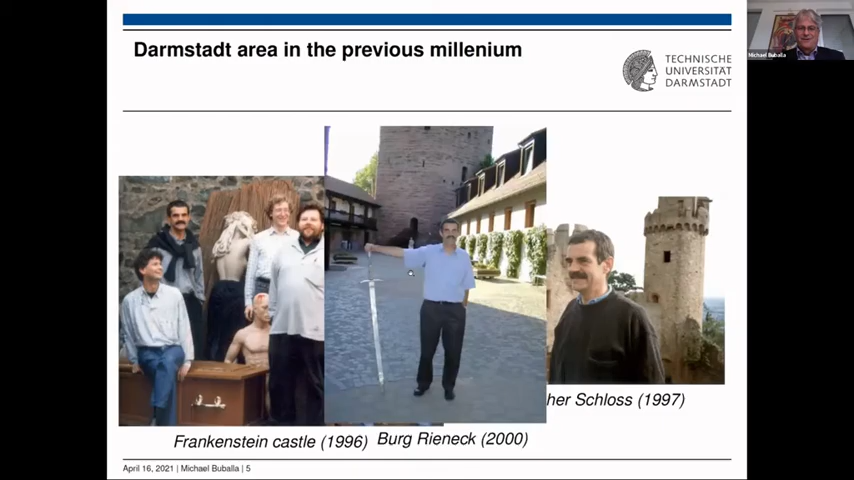 Darmstadt area in the previous millenium
TECHNISCHE
UNIVERSITÄT
DARMSTADT
Michael Buballa
her Schloss (1997)
Frankenstein castle (1996)
Burg Rieneck (2000)
April 16, 2021 | Michael Buballa | 5